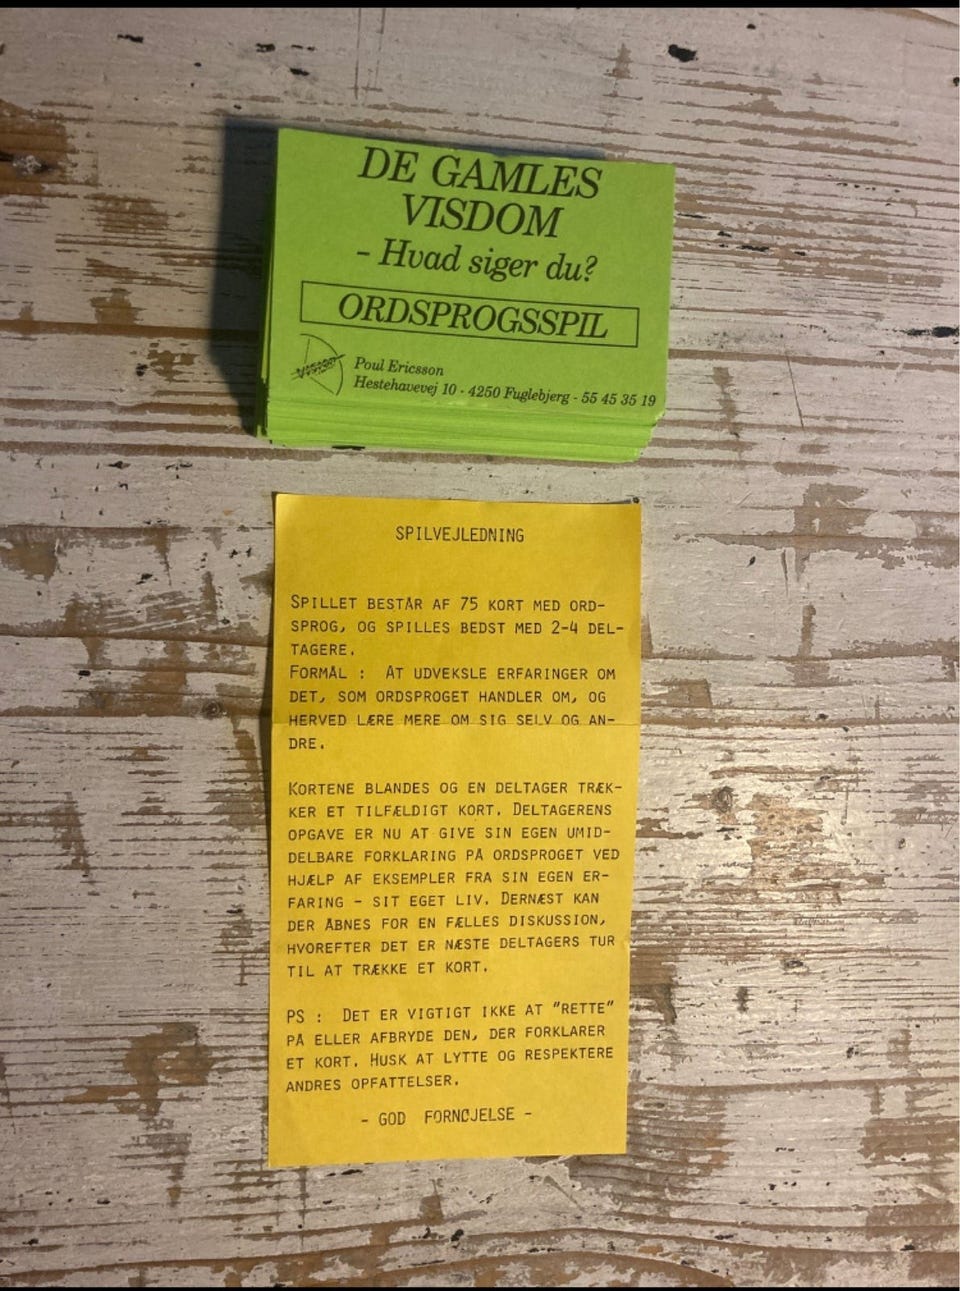 DE GAMLES
VISDOM
- Hvad siger du?
ORDSPROGSSPIL
Poul Ericsson
Hestehavevej 10 - 4250 Fuglebjerg - 55 45 35 19
SPILVEJLEDNING
SPILLET BESTÅR AF 75 KORT MED ORD-
SPROG, OG SPILLES BEDST MED 2-4 DEL-
TAGERE.
FORMÅL : AT UDVEKSLE ERFARINGER OM
DET, SOM ORDSPROGET HANDLER OM, OG
HERVED LÆRE MERE OM SIG SELV OG AN-
DRE.
KORTENE BLANDES OG EN DELTAGER TRÆK-
KER ET TILFÆLDIGT KORT. DELTAGERENS
OPGAVE ER NU AT GIVE SIN EGEN UMID-
DELBARE FORKLARING PÅ ORDSPROGET VED
HJÆLP AF EKSEMPLER FRA SIN EGEN ER-
FARING - SIT EGET LIV. DERNÆST KAN
DER ÅBNES FOR EN FÆLLES DISKUSSION,
HVOREFTER DET ER NÆSTE DELTAGERS TUR
TIL AT TRÆKKE ET KORT.
PS : DET ER VIGTIGT IKKE AT "RETTE"
PÅ ELLER AFBRYDE DEN, DER FORKLARER
ET KORT. HUSK AT LYTTE OG RESPEKTERE
ANDRES OPFATTELSER.
- GOD FORNØJELSE -